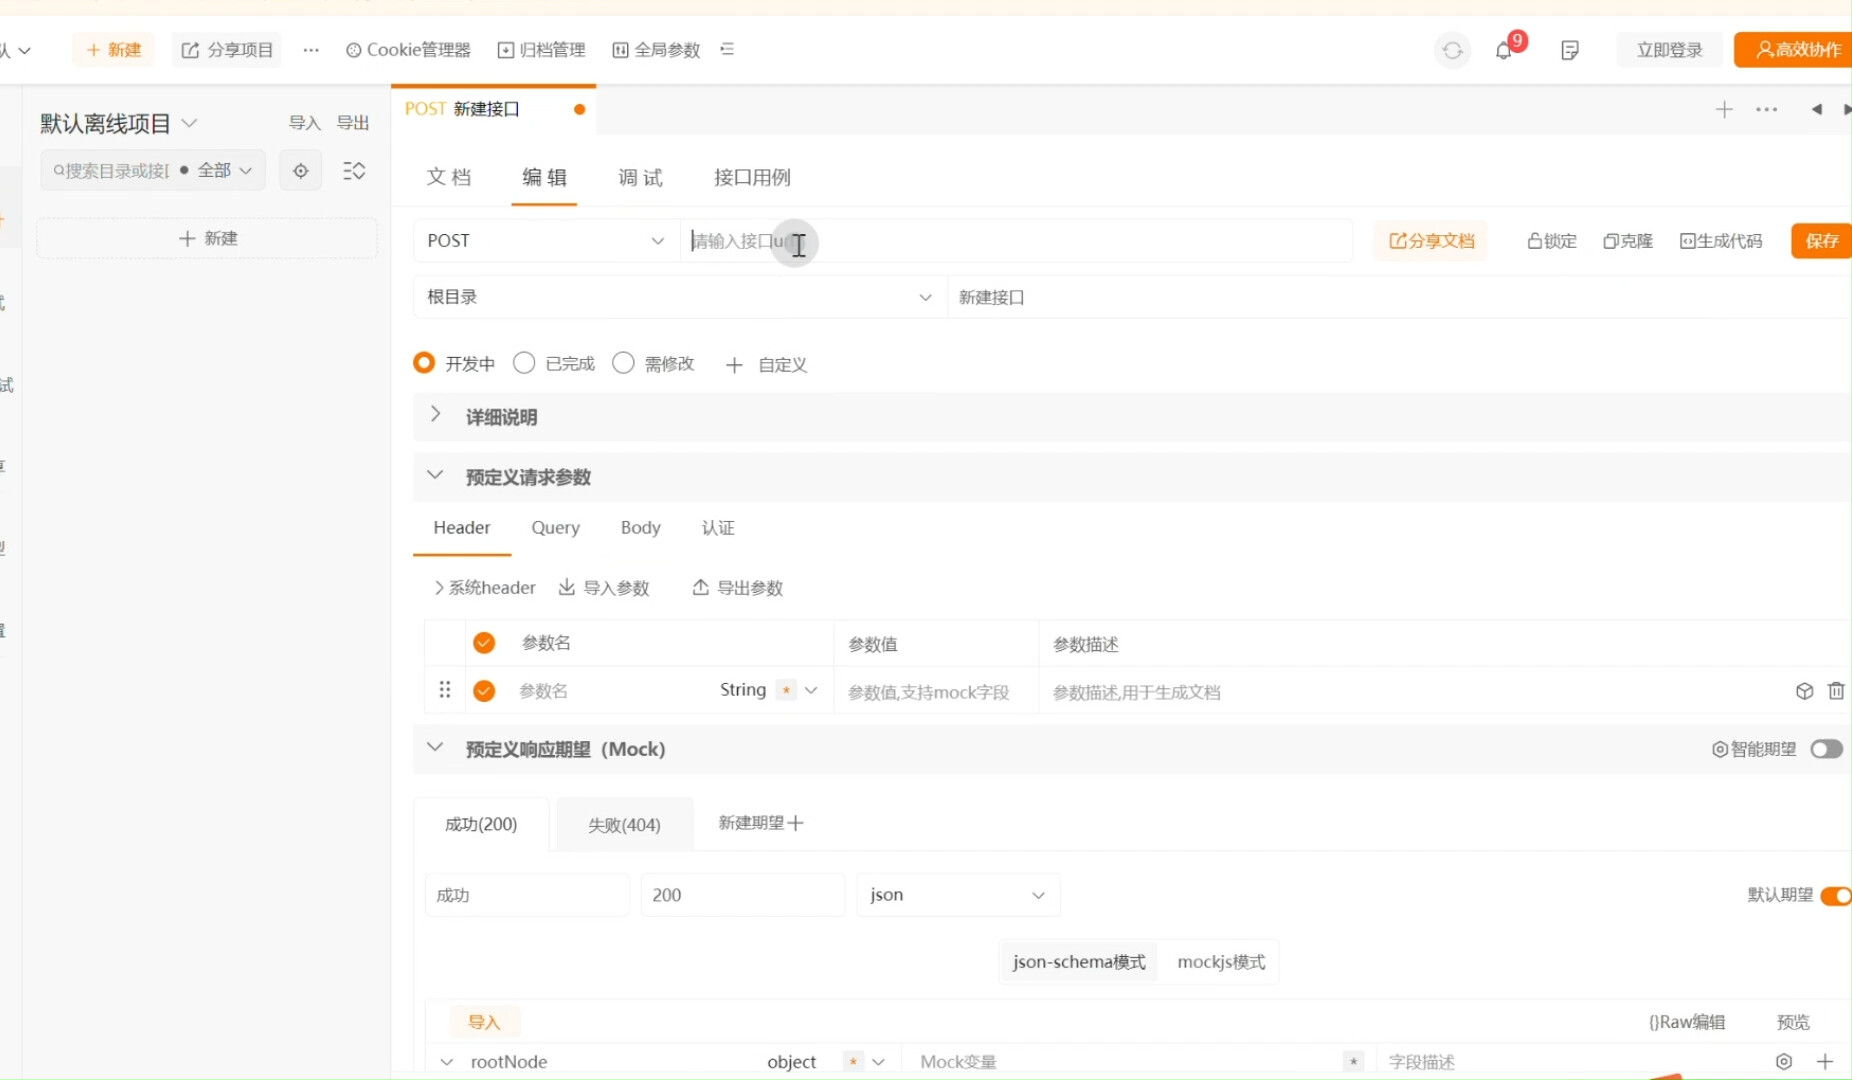 新建 分享项目 ··· Cookie管理器 归档管理 全局参数 9 立即登录 高效协作
默认离线项目 导入 导出
POST 新建接口
搜索目录或接 全部
文档 编辑 调试 接口用例
+ 新建
POST 请输入接口u 分享文档 锁定 克隆 生成代码 保存
根目录 新建接口
开发中 已完成 需修改 + 自定义
详细说明
预定义请求参数
Header Query Body 认证
系统header 导入参数 导出参数
参数名 参数值 参数描述
参数名 String * 参数值,支持mock字段 参数描述,用于生成文档
预定义响应期望（Mock） 智能期望
成功(200) 失败(404) 新建期望+
成功 200 json 默认期望
json-schema模式 mockjs模式
导入 {}Raw编辑 预览
rootNode object * Mock变量 * 字段描述